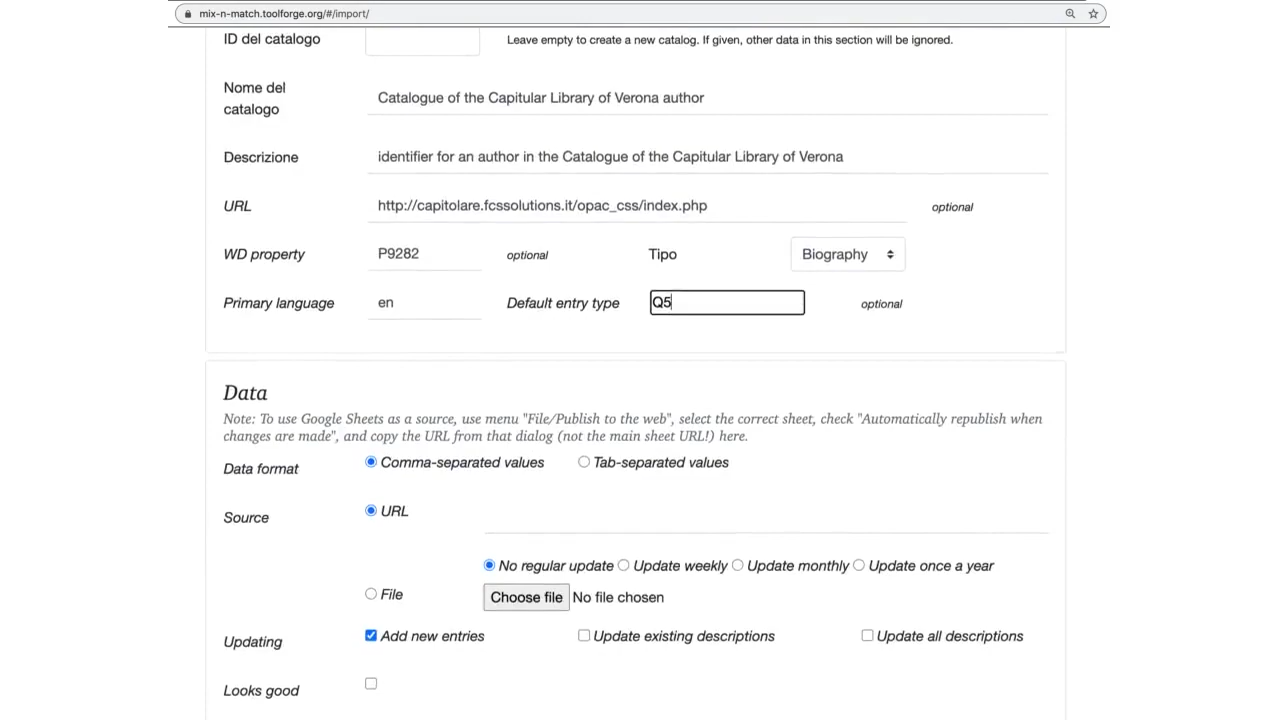 mix-n-match.toolforge.org/#/import/
ID del catalogo Leave empty to create a new catalog. If given, other data in this section will be ignored.
Nome del
catalogo Catalogue of the Capitular Library of Verona author
Descrizione identifier for an author in the Catalogue of the Capitular Library of Verona
URL http://capitolare.fcssolutions.it/opac_css/index.php optional
WD property P9282 optional Tipo Biography
Primary language en Default entry type Q5 optional
Data
Note: To use Google Sheets as a source, use menu "File/Publish to the web", select the correct sheet, check "Automatically republish when
changes are made", and copy the URL from that dialog (not the main sheet URL!) here.
Data format Comma-separated values Tab-separated values
Source URL
No regular update Update weekly Update monthly Update once a year
File Choose file No file chosen
Updating Add new entries Update existing descriptions Update all descriptions
Looks good